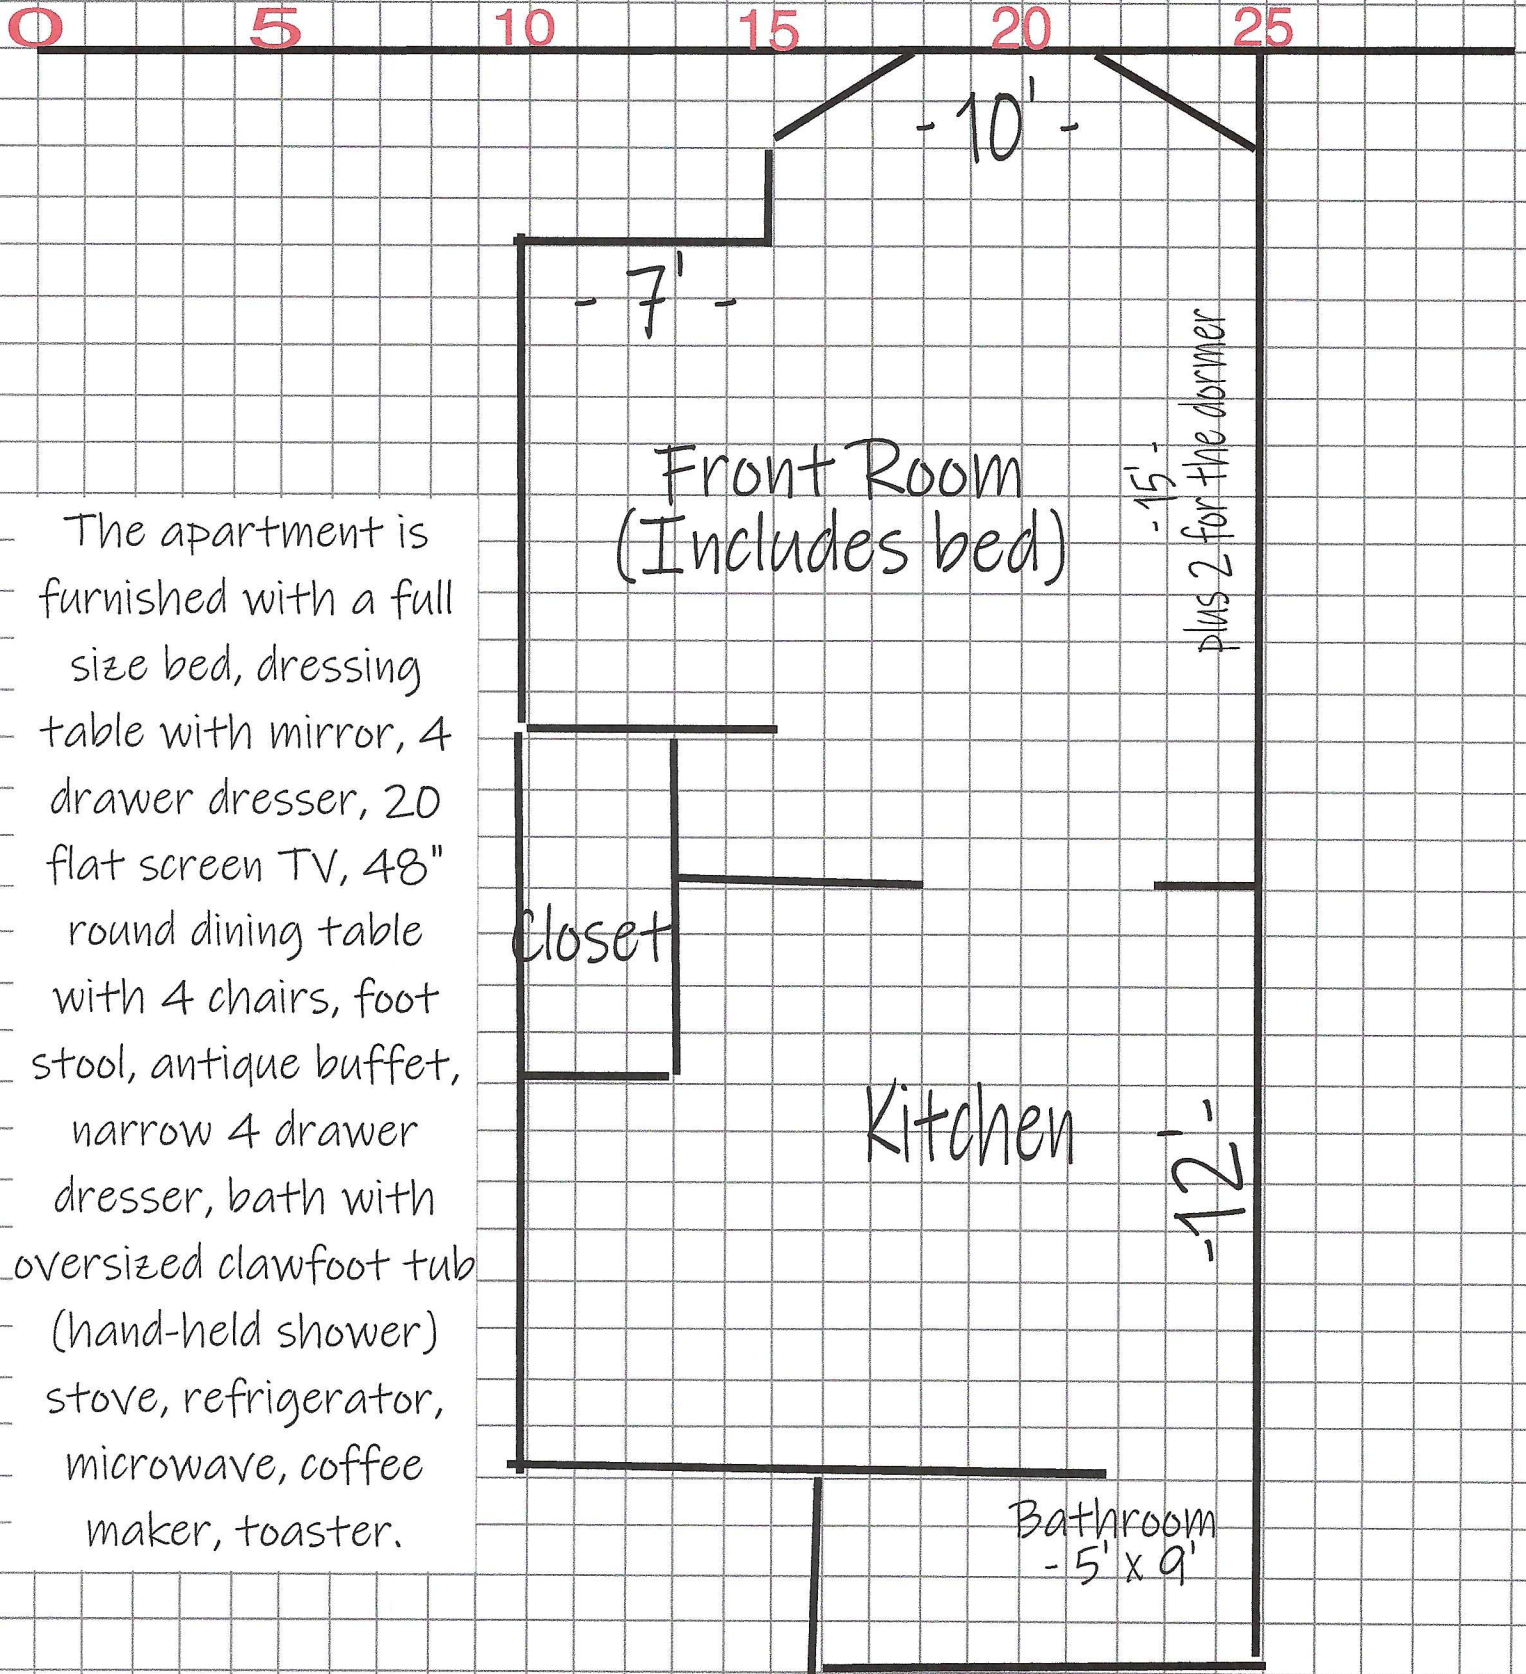 0 5 10 15 20 25
- 10' -
- 7' -
Front Room
(Includes bed)
- 15' -
plus 2 for the dormer
The apartment is
furnished with a full
size bed, dressing
table with mirror, 4
drawer dresser, 20
flat screen TV, 48"
round dining table
with 4 chairs, foot
stool, antique buffet,
narrow 4 drawer
dresser, bath with
oversized clawfoot tub
(hand-held shower)
stove, refrigerator,
microwave, coffee
maker, toaster.
Closet
Kitchen
- 12' -
Bathroom
- 5' x 9'